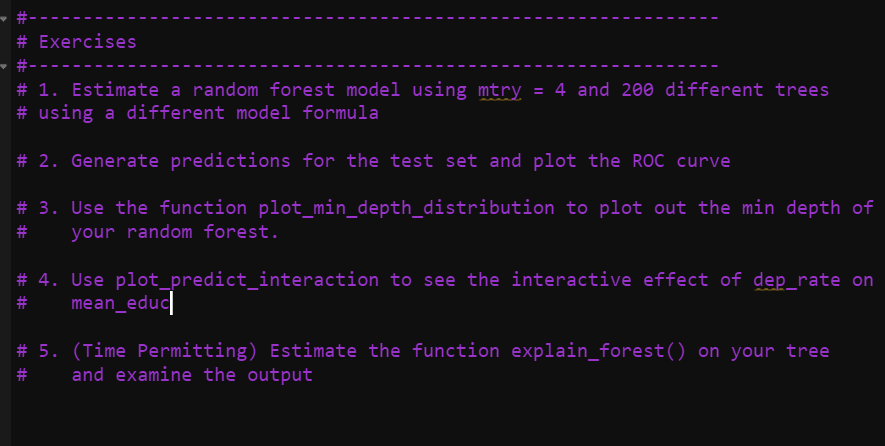 #---------------------------------------------------------------
# Exercises
#---------------------------------------------------------------
# 1. Estimate a random forest model using mtry = 4 and 200 different trees
# using a different model formula
# 2. Generate predictions for the test set and plot the ROC curve
# 3. Use the function plot_min_depth_distribution to plot out the min depth of
#    your random forest.
# 4. Use plot_predict_interaction to see the interactive effect of dep_rate on
#    mean_educ
# 5. (Time Permitting) Estimate the function explain_forest() on your tree
#    and examine the output